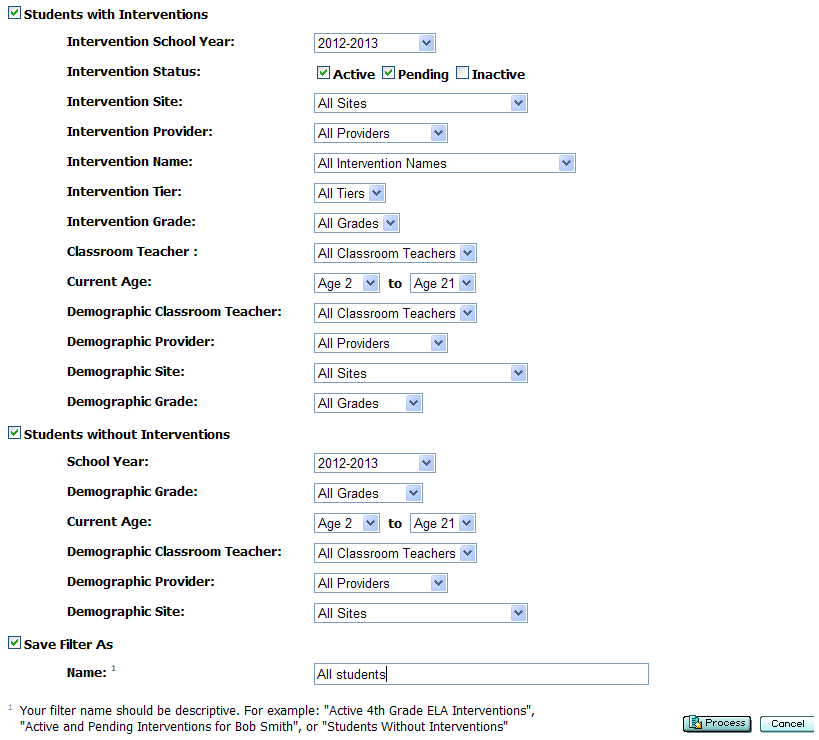 Students with Interventions
Intervention School Year: 2012-2013
Intervention Status: Active Pending Inactive
Intervention Site: All Sites
Intervention Provider: All Providers
Intervention Name: All Intervention Names
Intervention Tier: All Tiers
Intervention Grade: All Grades
Classroom Teacher : All Classroom Teachers
Current Age: Age 2 to Age 21
Demographic Classroom Teacher: All Classroom Teachers
Demographic Provider: All Providers
Demographic Site: All Sites
Demographic Grade: All Grades
Students without Interventions
School Year: 2012-2013
Demographic Grade: All Grades
Current Age: Age 2 to Age 21
Demographic Classroom Teacher: All Classroom Teachers
Demographic Provider: All Providers
Demographic Site: All Sites
Save Filter As
Name: 1 All students
1 Your filter name should be descriptive. For example: "Active 4th Grade ELA Interventions",
"Active and Pending Interventions for Bob Smith", or "Students Without Interventions"
Process Cancel